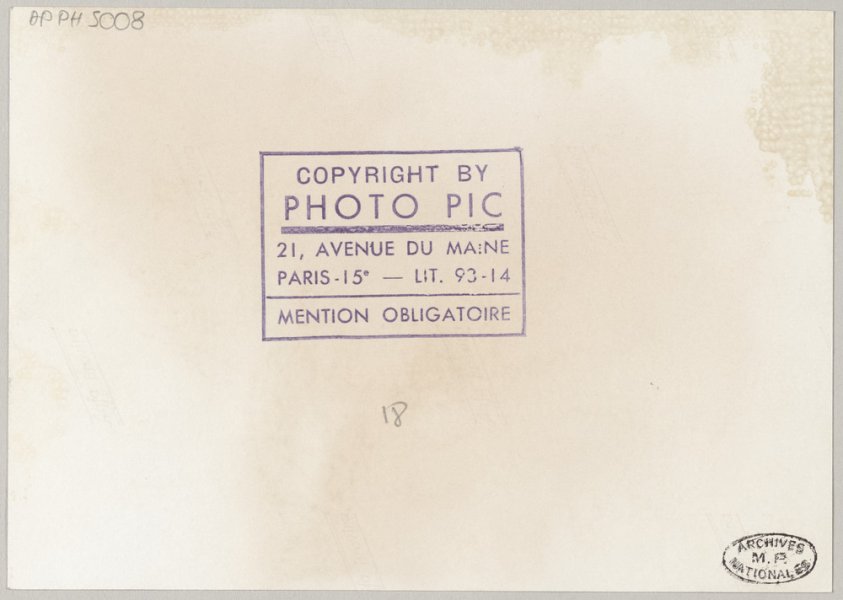 AP PH 5008
COPYRIGHT BY
PHOTO PIC
21, AVENUE DU MAINE
PARIS-15e — LIT. 93-14
MENTION OBLIGATOIRE
18
ARCHIVES
M. P.
NATIONALES